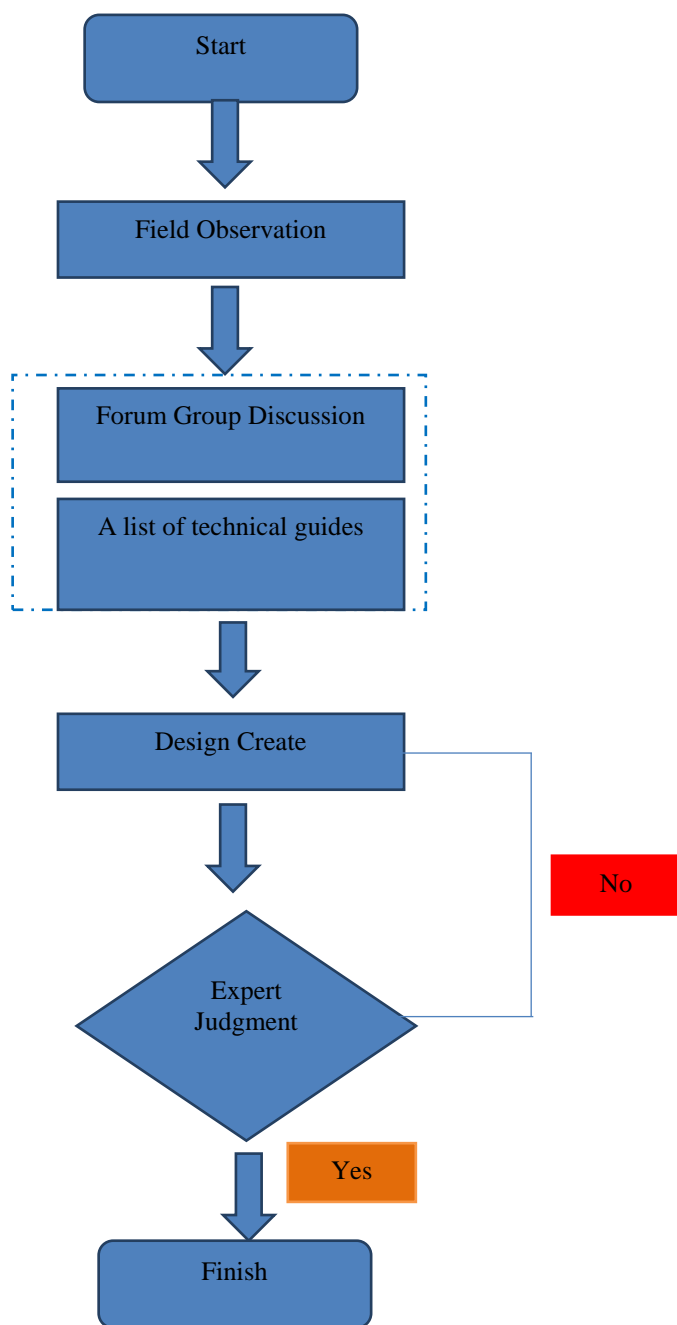 Start
Field Observation
Forum Group Discussion
A list of technical guides
Design Create
No
Expert
Judgment
Yes
Finish